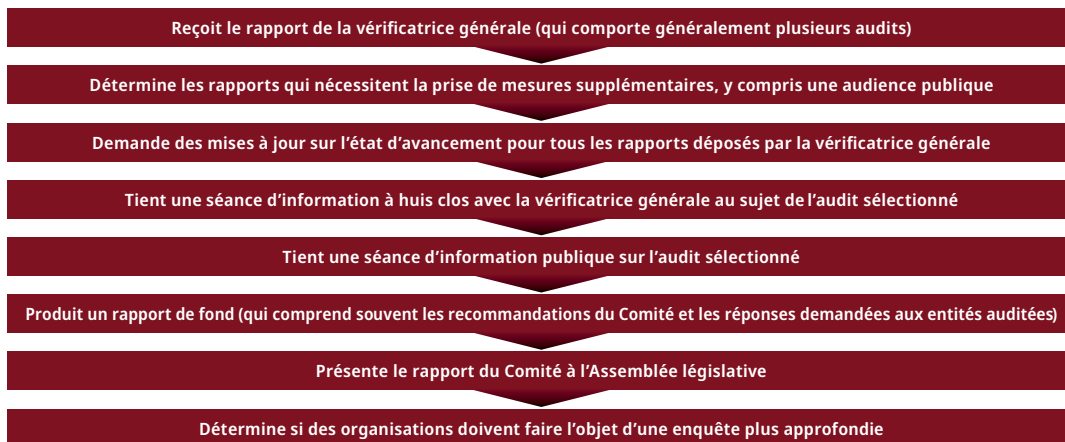 Reçoit le rapport de la vérificatrice générale (qui comporte généralement plusieurs audits)
Détermine les rapports qui nécessitent la prise de mesures supplémentaires, y compris une audience publique
Demande des mises à jour sur l’état d’avancement pour tous les rapports déposés par la vérificatrice générale
Tient une séance d’information à huis clos avec la vérificatrice générale au sujet de l’audit sélectionné
Tient une séance d’information publique sur l’audit sélectionné
Produit un rapport de fond (qui comprend souvent les recommandations du Comité et les réponses demandées aux entités auditées)
Présente le rapport du Comité à l’Assemblée législative
Détermine si des organisations doivent faire l’objet d’une enquête plus approfondie